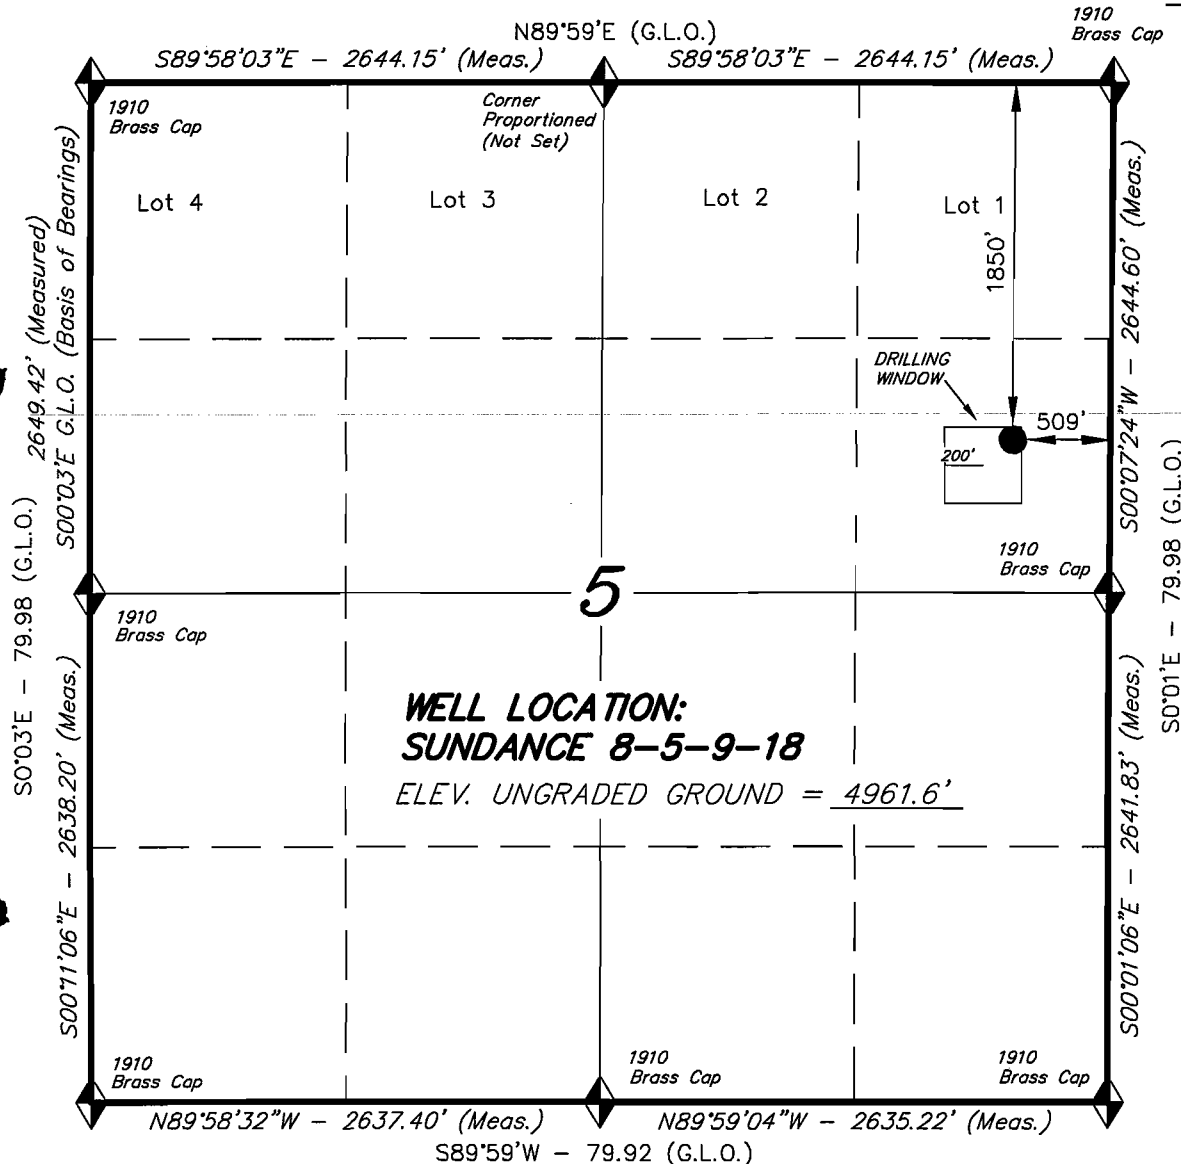 1910
Brass Cap
N89°59'E (G.L.O.)
S89°58'03"E - 2644.15' (Meas.)
S89°58'03"E - 2644.15' (Meas.)
1910
Brass Cap
Corner
Proportioned
(Not Set)
Lot 4
Lot 3
Lot 2
Lot 1
1850'
2649.42' (Measured)
S00°03'E G.L.O. (Basis of Bearings)
S00°07'24"W - 2644.60' (Meas.)
DRILLING
WINDOW
509'
200'
S0°03'E - 79.98 (G.L.O.)
S0°01'E - 79.98 (G.L.O.)
1910
Brass Cap
5
1910
Brass Cap
WELL LOCATION:
SUNDANCE 8-5-9-18
ELEV. UNGRADED GROUND = 4961.6'
S00°11'06"E - 2638.20' (Meas.)
S00°01'06"E - 2641.83' (Meas.)
1910
Brass Cap
1910
Brass Cap
1910
Brass Cap
N89°58'32"W - 2637.40' (Meas.)
N89°59'04"W - 2635.22' (Meas.)
S89°59'W - 79.92 (G.L.O.)